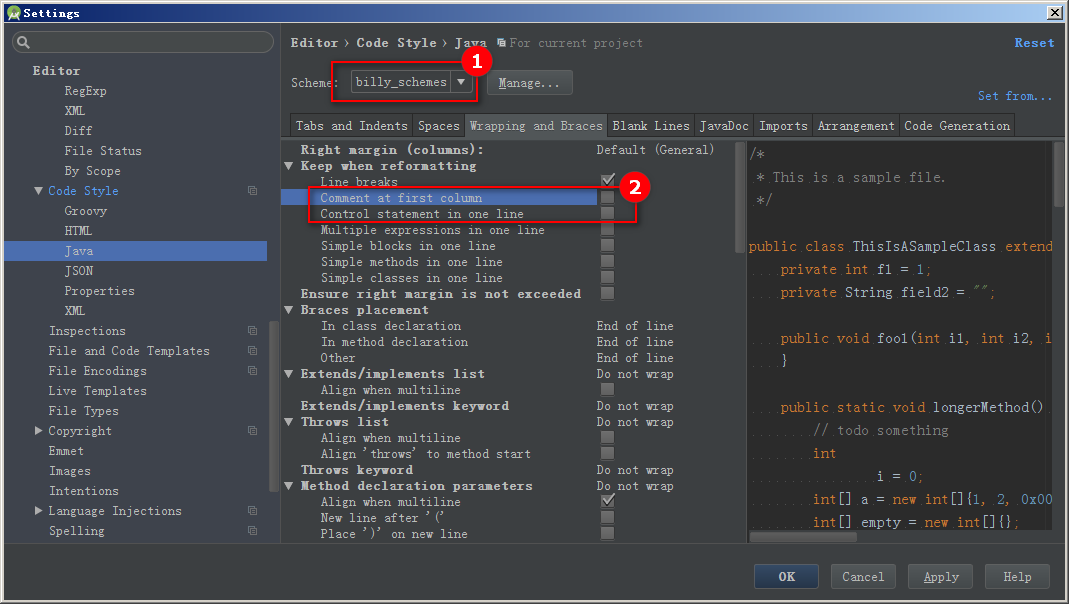 Settings
Editor
RegExp
XML
Diff
File Status
By Scope
Code Style
Groovy
HTML
Java
JSON
Properties
XML
Inspections
File and Code Templates
File Encodings
Live Templates
File Types
Copyright
Emmet
Images
Intentions
Language Injections
Spelling
Editor › Code Style › Java For current project
Reset
1
Scheme: billy_schemes Manage...
Set from...
Tabs and Indents Spaces Wrapping and Braces Blank Lines JavaDoc Imports Arrangement Code Generation
Right margin (columns): Default (General)
Keep when reformatting
Line breaks
2
Comment at first column
Control statement in one line
Multiple expressions in one line
Simple blocks in one line
Simple methods in one line
Simple classes in one line
Ensure right margin is not exceeded
Braces placement
In class declaration End of line
In method declaration End of line
Other End of line
Extends/implements list Do not wrap
Align when multiline
Extends/implements keyword Do not wrap
Throws list Do not wrap
Align when multiline
Align 'throws' to method start
Throws keyword Do not wrap
Method declaration parameters Do not wrap
Align when multiline
New line after '('
Place ')' on new line
/*
* This is a sample file.
*/
public class ThisIsASampleClass extend
private int f1 = 1;
private String field2 = "";
public void foo1(int i1, int i2, i
}
public static void longerMethod()
// todo something
int
i = 0;
int[] a = new int[]{1, 2, 0x00
int[] empty = new int[]{};
OK Cancel Apply Help